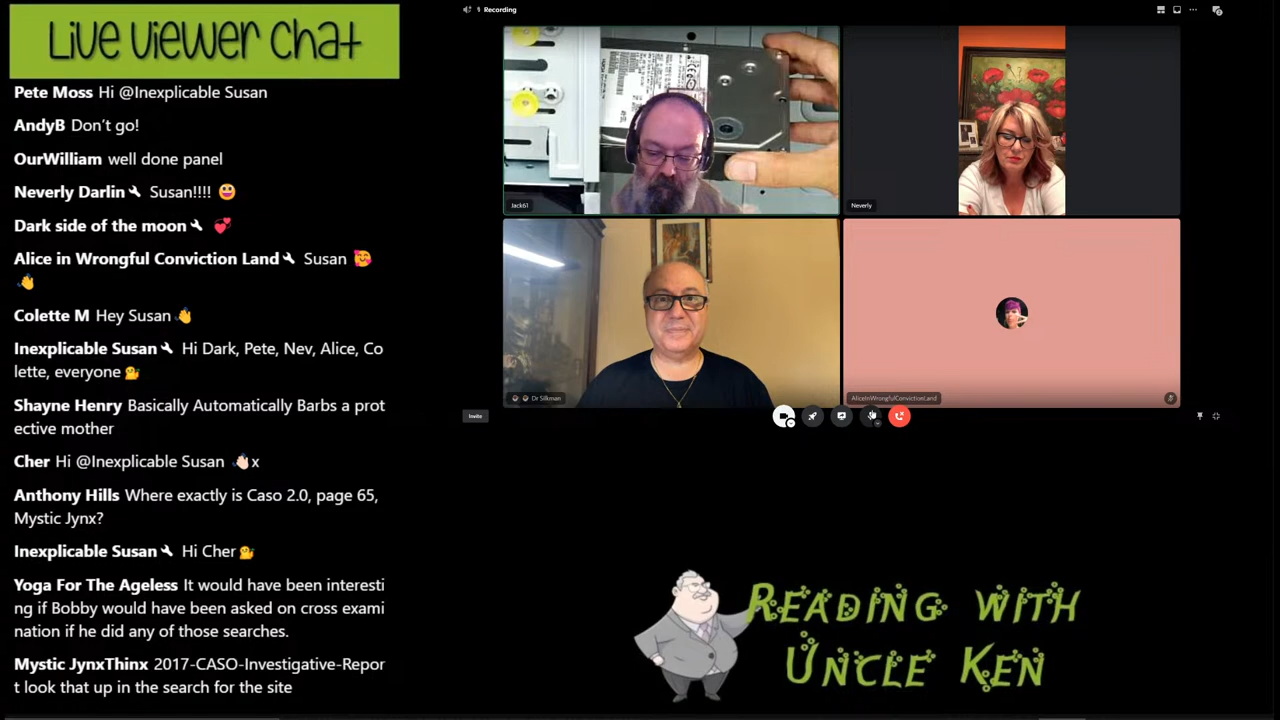 Live Viewer Chat
Pete Moss Hi @Inexplicable Susan
AndyB Don't go!
OurWilliam well done panel
Neverly Darlin Susan!!!! 😀
Dark side of the moon 💞
Alice in Wrongful Conviction Land Susan 🥰
👋
Colette M Hey Susan 👋
Inexplicable Susan Hi Dark, Pete, Nev, Alice, Co
lette, everyone 💁
Shayne Henry Basically Automatically Barbs a prot
ective mother
Cher Hi @Inexplicable Susan 👋🏻x
Anthony Hills Where exactly is Caso 2.0, page 65,
Mystic Jynx?
Inexplicable Susan Hi Cher 💁
Yoga For The Ageless It would have been interesti
ng if Bobby would have been asked on cross exami
nation if he did any of those searches.
Mystic JynxThinx 2017-CASO-Investigative-Repor
t look that up in the search for the site
Recording
Jack61
Neverly
Dr Silkman
AliceInWrongfulConvictionLand
Invite
Reading with
Uncle Ken